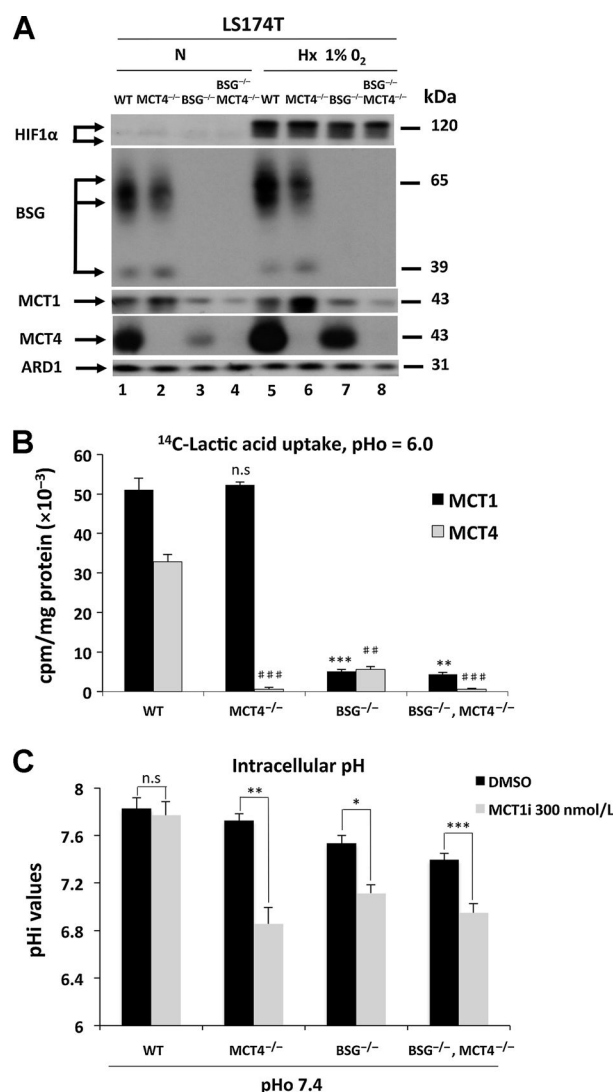 A
LS174T
N Hx 1% 0₂
WT MCT4⁻/⁻ BSG⁻/⁻ BSG⁻/⁻ MCT4⁻/⁻ WT MCT4⁻/⁻ BSG⁻/⁻ BSG⁻/⁻ MCT4⁻/⁻ kDa
HIF1α 120
65
BSG
39
MCT1 43
MCT4 43
ARD1 31
1 2 3 4 5 6 7 8
B
¹⁴C-Lactic acid uptake, pHo = 6.0
cpm/mg protein (×10⁻³)
60
50
40
30
20
10
0
n.s
MCT1
MCT4
###
***
##
**
###
WT MCT4⁻/⁻ BSG⁻/⁻ BSG⁻/⁻, MCT4⁻/⁻
C
Intracellular pH
pHi values
8
7.6
7.2
6.8
6.4
6
n.s
**
*
***
DMSO
MCT1i 300 nmol/L
WT MCT4⁻/⁻ BSG⁻/⁻ BSG⁻/⁻, MCT4⁻/⁻
pHo 7.4